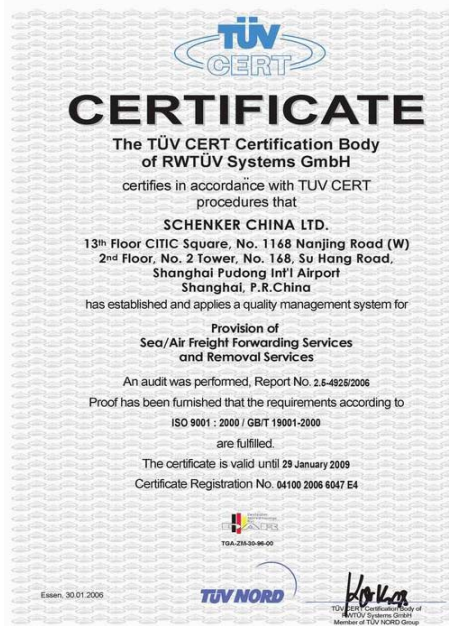 TÜV
CERT
CERTIFICATE
The TÜV CERT Certification Body
of RWTÜV Systems GmbH
certifies in accordance with TÜV CERT
procedures that
SCHENKER CHINA LTD.
13th Floor CITIC Square, No. 1168 Nanjing Road (W)
2nd Floor, No. 2 Tower, No. 168, Su Hang Road,
Shanghai Pudong Int'l Airport
Shanghai, P.R.China
has established and applies a quality management system for
Provision of
Sea/Air Freight Forwarding Services
and Removal Services
An audit was performed, Report No. 2.5-4925/2006
Proof has been furnished that the requirements according to
ISO 9001 : 2000 / GB/T 19001-2000
are fulfilled.
The certificate is valid until 29 January 2009
Certificate Registration No. 04100 2006 6047 E4
TGA-ZM-30-96-00
Essen, 30.01.2006
TÜV NORD
TÜV CERT Certification Body of
RWTÜV Systems GmbH
Member of TÜV NORD Group